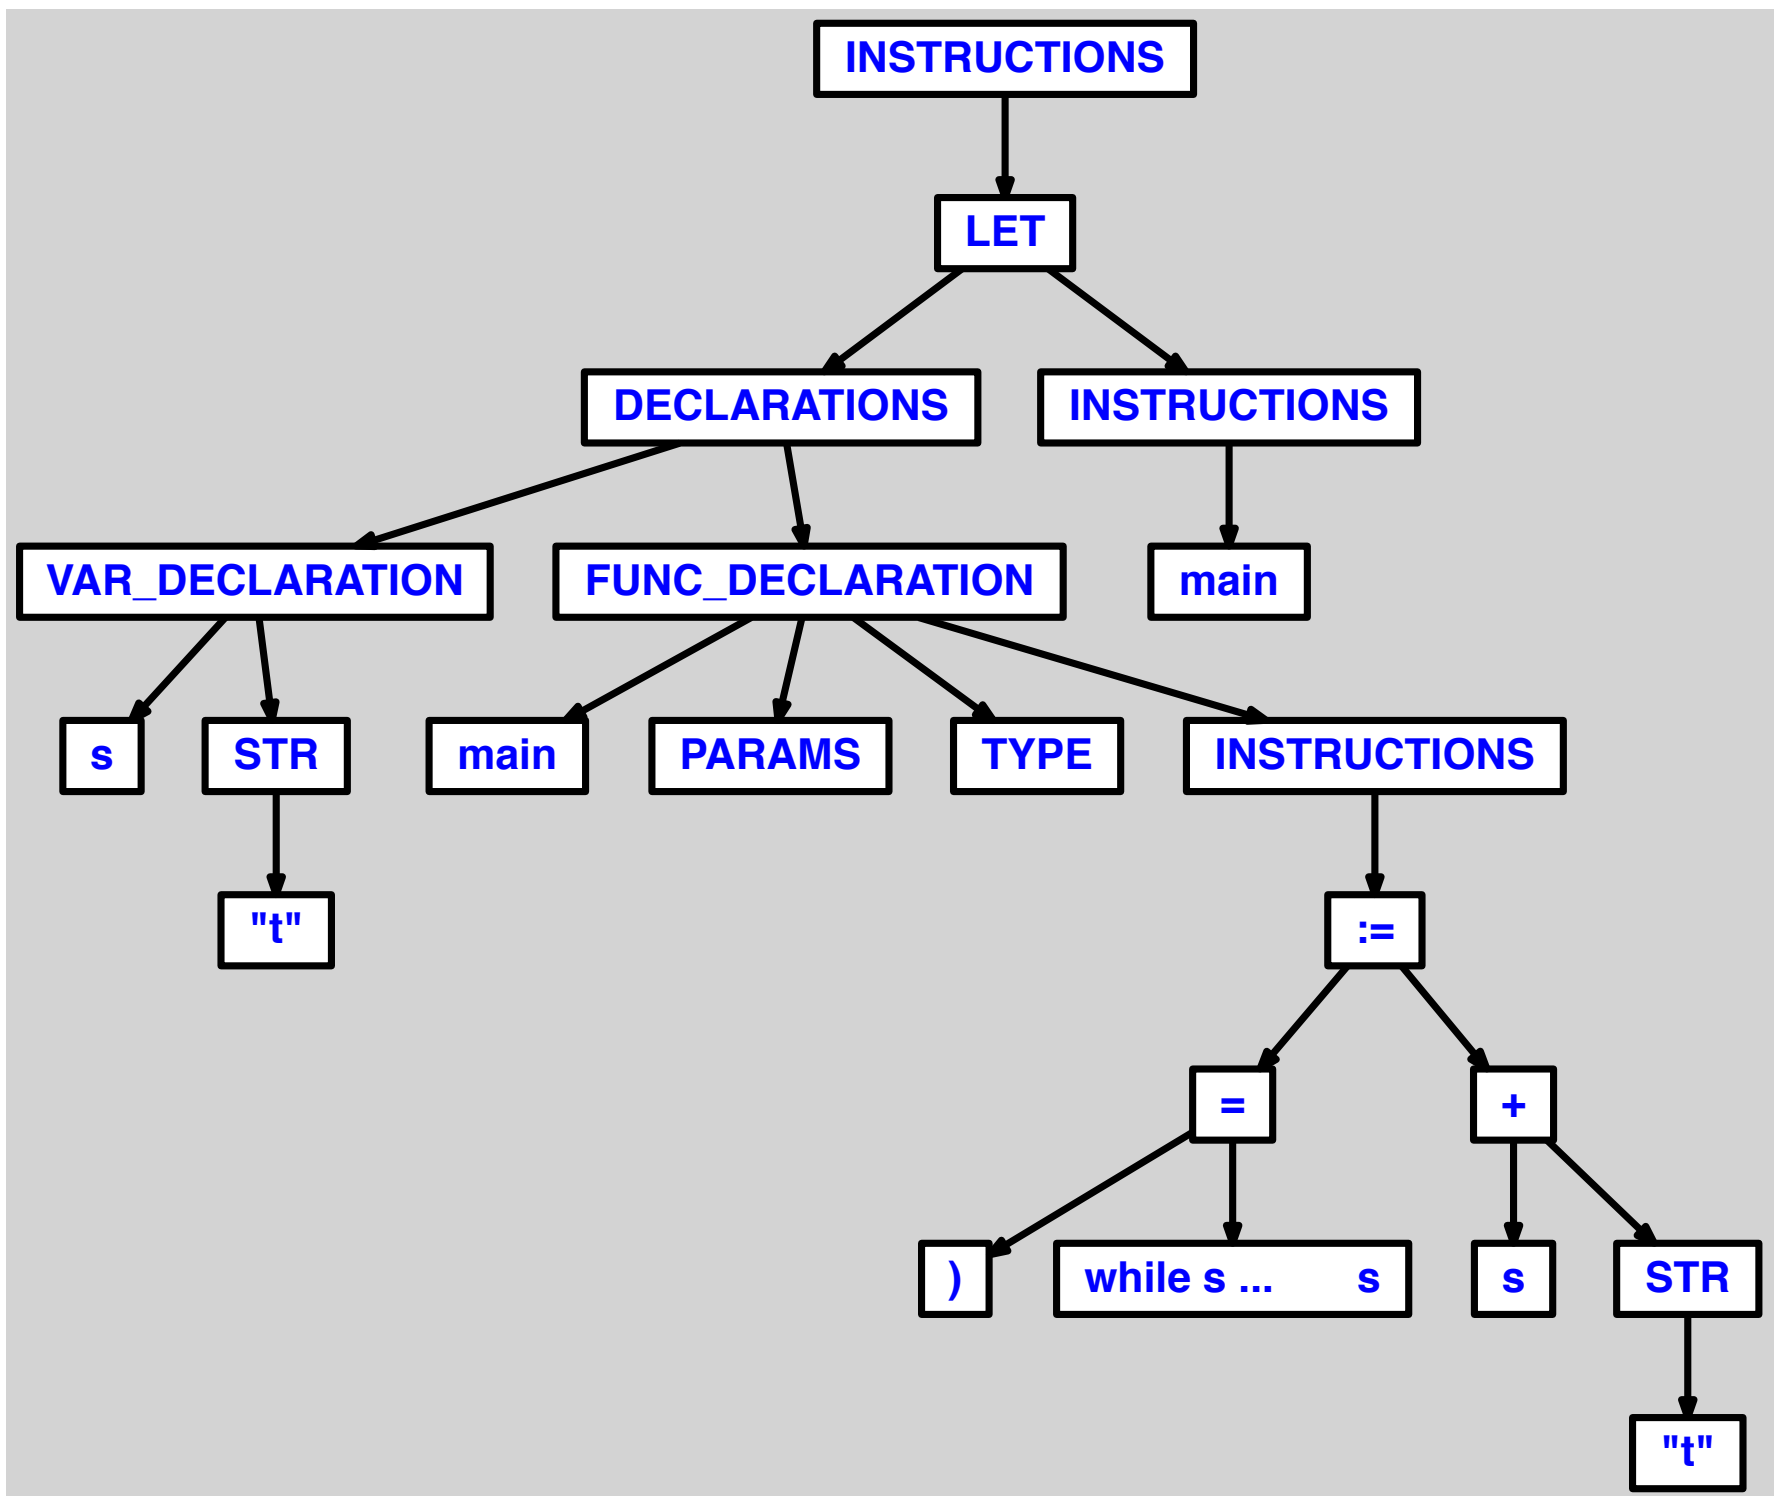 INSTRUCTIONS
LET
DECLARATIONS
INSTRUCTIONS
VAR_DECLARATION
FUNC_DECLARATION
main
s
STR
main
PARAMS
TYPE
INSTRUCTIONS
"t"
:=
=
+
)
while s ... s
s
STR
"t"